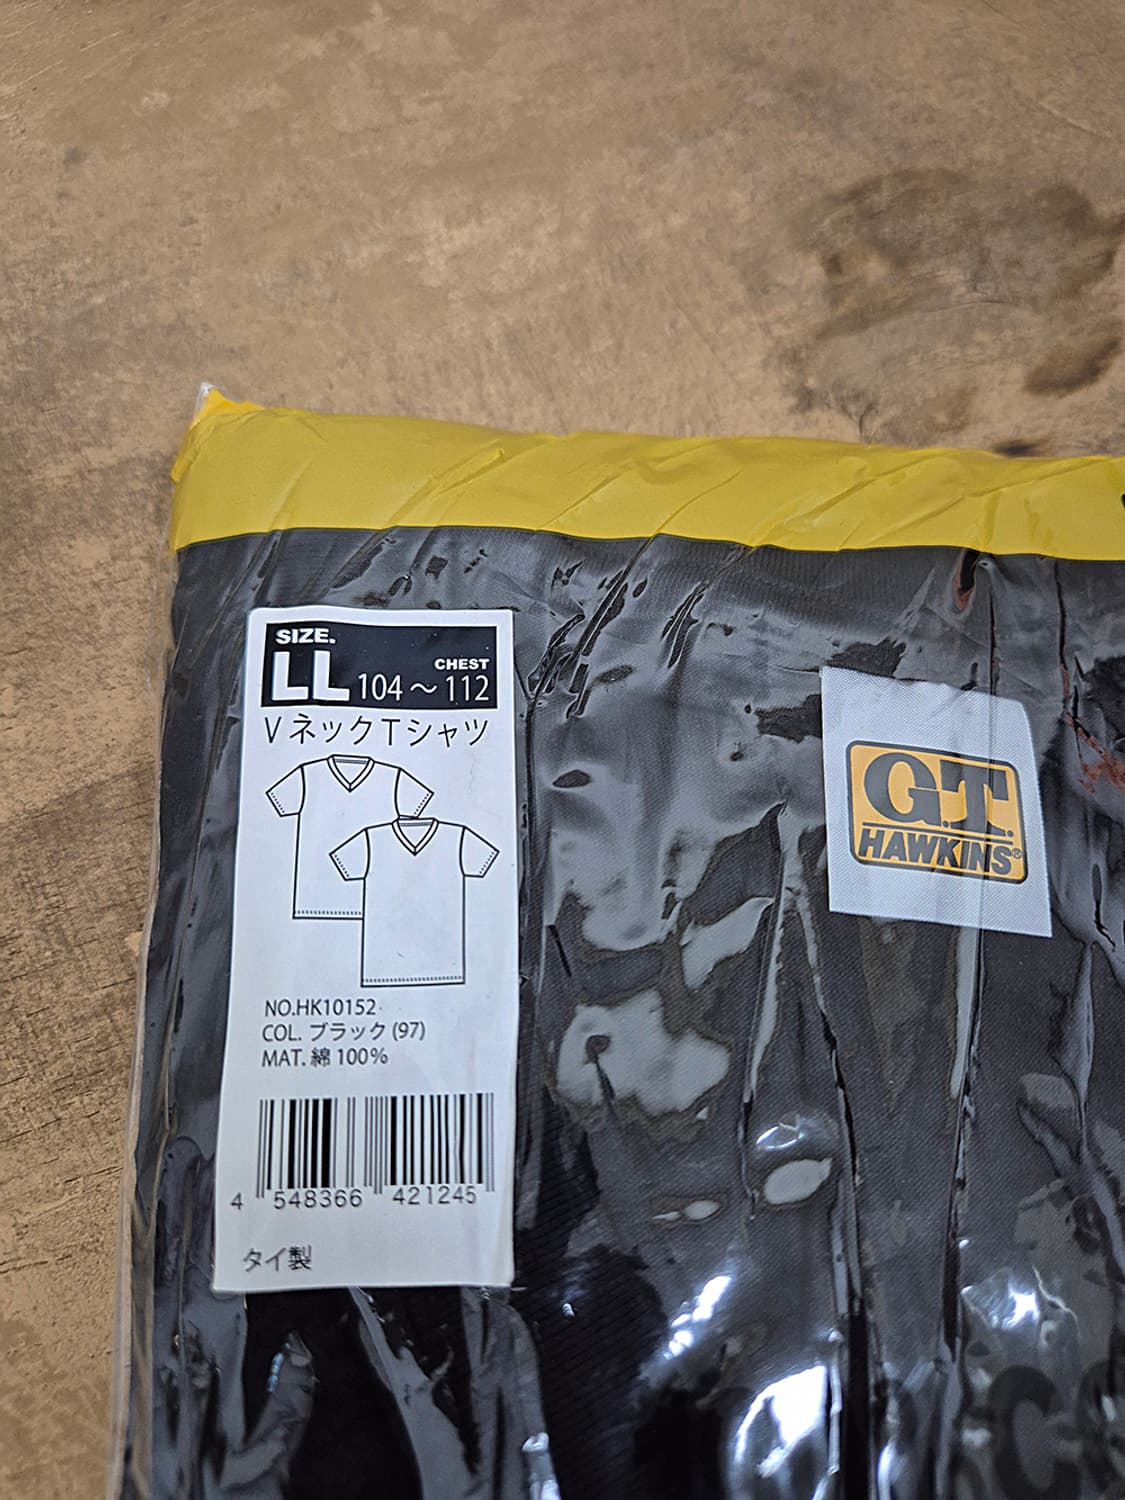 SIZE.
LL
CHEST
104～112
VネックTシャツ
NO.HK10152
COL. ブラック (97)
MAT. 綿 100%
4 548366 421245
タイ製
G.T.
HAWKINS®